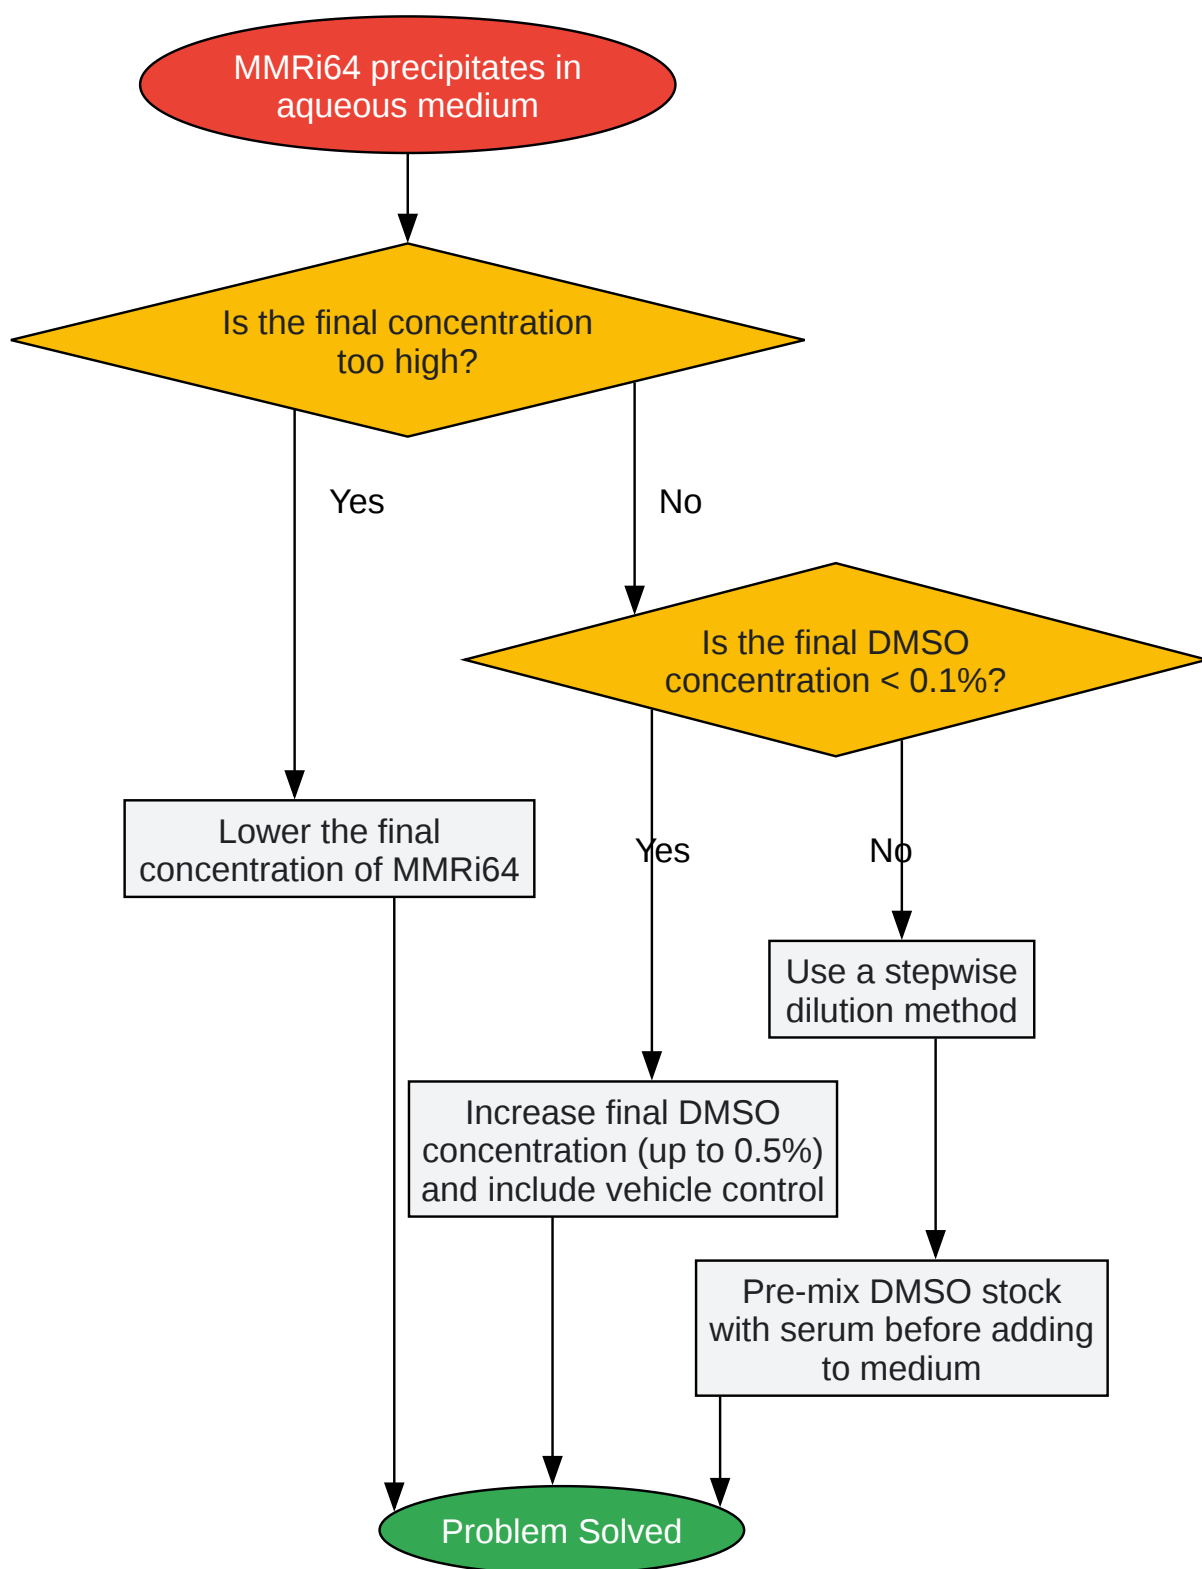 MMRi64 precipitates in
aqueous medium
Is the final concentration
too high?
Yes
No
Is the final DMSO
concentration < 0.1%?
Lower the final
concentration of MMRi64
Yes
No
Use a stepwise
dilution method
Increase final DMSO
concentration (up to 0.5%)
and include vehicle control
Pre-mix DMSO stock
with serum before adding
to medium
Problem Solved